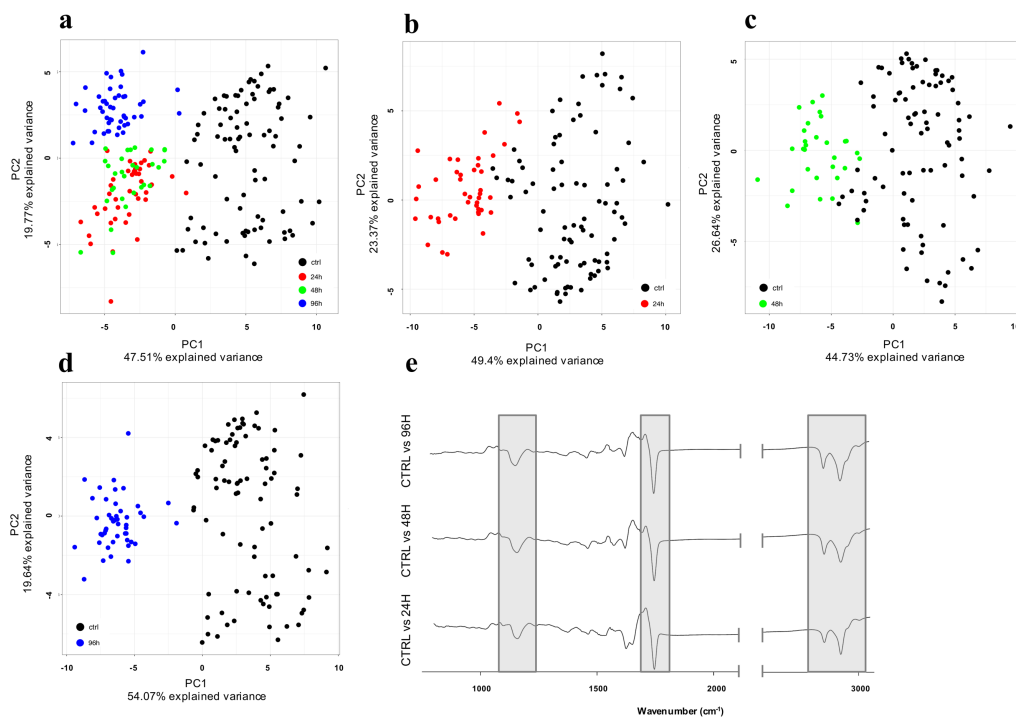 a
PC2
19.77% explained variance
5
0
-5
ctrl
24h
48h
96h
-5
0
5
10
PC1
47.51% explained variance
b
PC2
23.37% explained variance
5
0
-5
ctrl
24h
-10
-5
0
5
10
PC1
49.4% explained variance
c
PC2
26.64% explained variance
5
0
-5
ctrl
48h
-10
-5
0
5
10
PC1
44.73% explained variance
d
PC2
19.64% explained variance
4
0
-4
ctrl
96h
-10
-5
0
5
10
PC1
54.07% explained variance
e
CTRL vs 96H
CTRL vs 48H
CTRL vs 24H
1000
1500
2000
3000
Wavenumber (cm⁻¹)